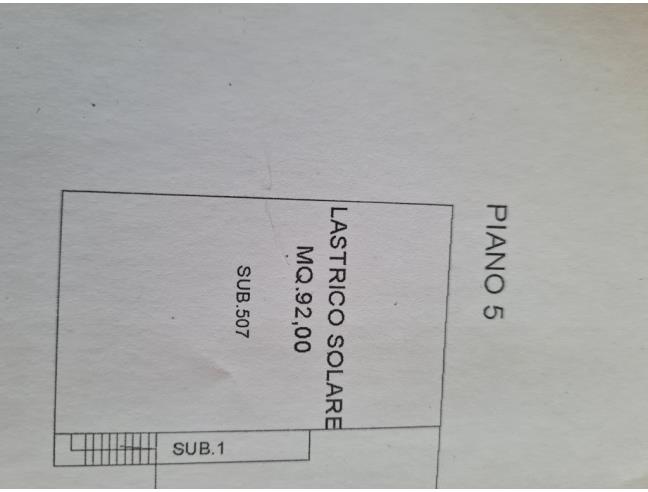 PIANO 5
LASTRICO SOLARE
MQ.92,00
SUB.507
SUB.1